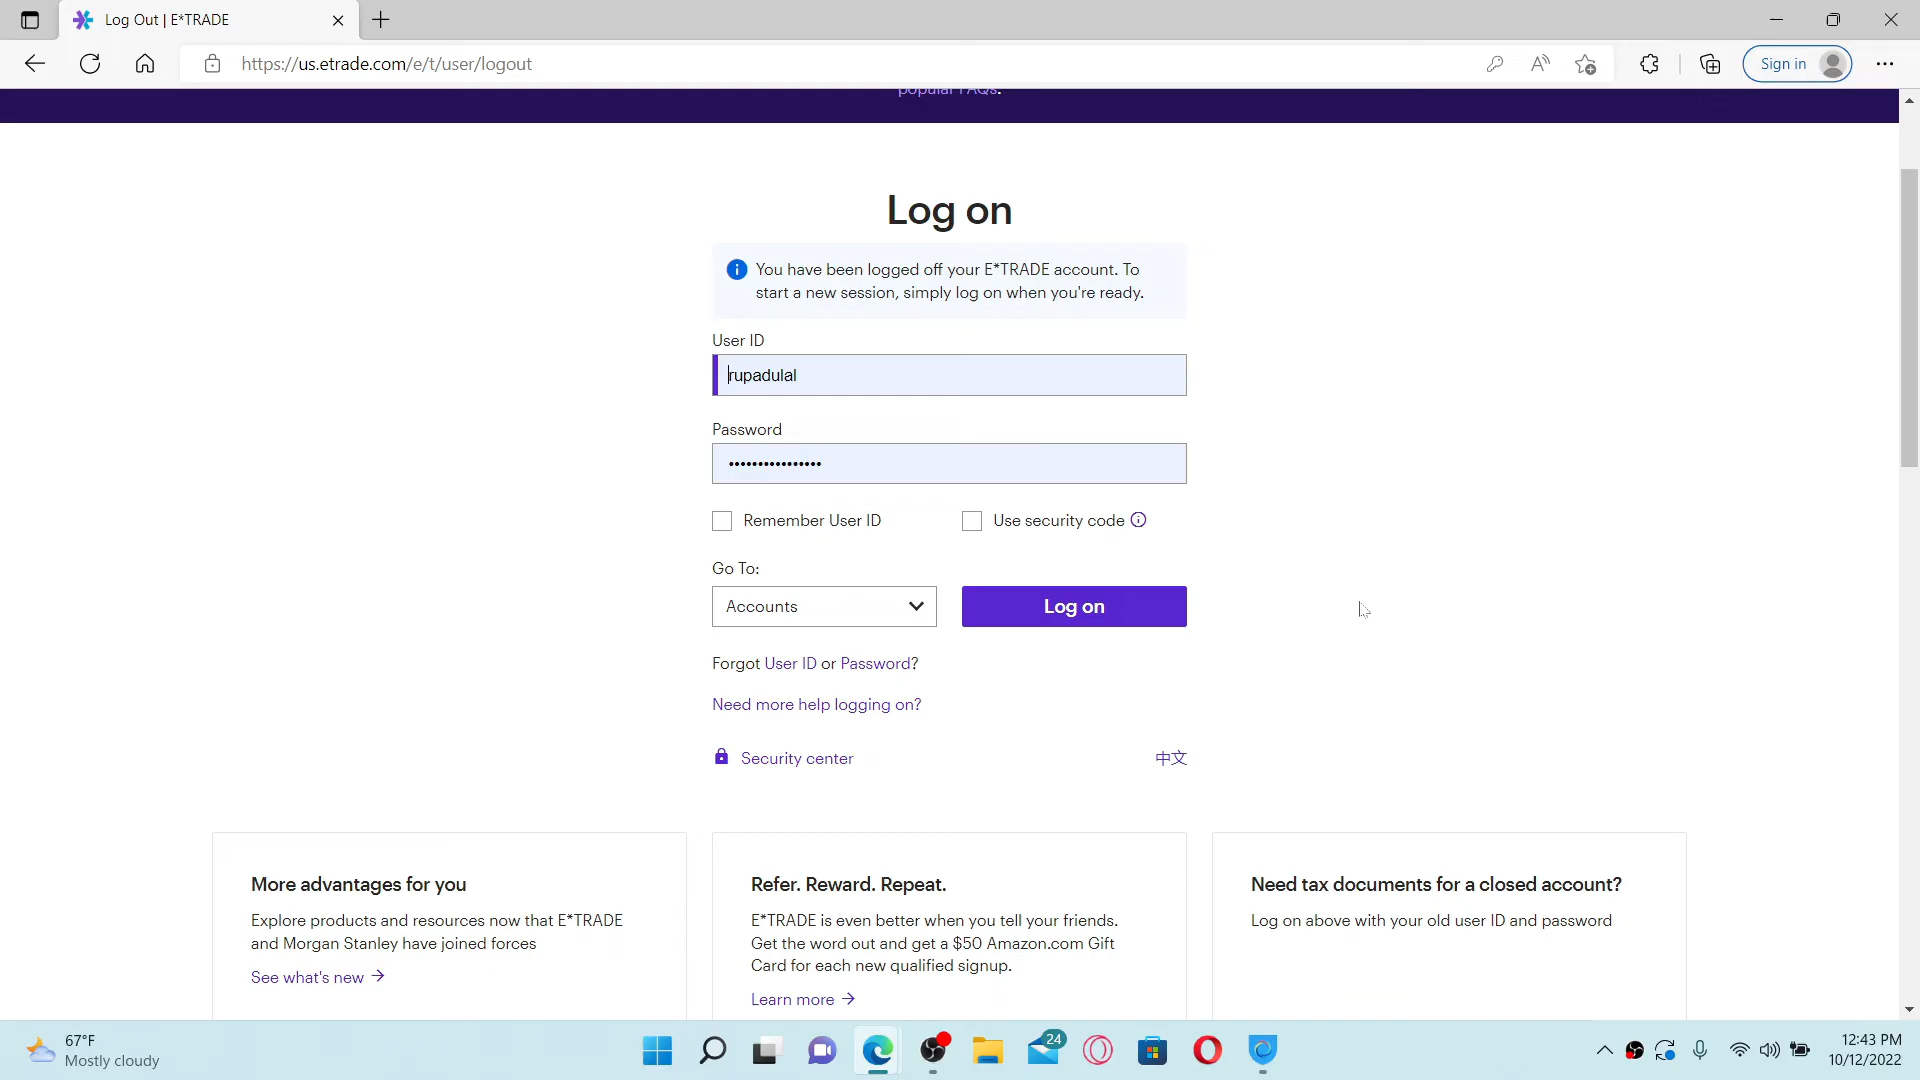 Log Out | E*TRADE
https://us.etrade.com/e/t/user/logout
Sign in
popular FAQs.
Log on
You have been logged off your E*TRADE account. To
start a new session, simply log on when you're ready.
User ID
rupadulal
Password
••••••••••••••••
Remember User ID
Use security code
Go To:
Accounts
Log on
Forgot User ID or Password?
Need more help logging on?
Security center
中文
More advantages for you
Explore products and resources now that E*TRADE
and Morgan Stanley have joined forces
See what's new
Refer. Reward. Repeat.
E*TRADE is even better when you tell your friends.
Get the word out and get a $50 Amazon.com Gift
Card for each new qualified signup.
Learn more
Need tax documents for a closed account?
Log on above with your old user ID and password
67°F
Mostly cloudy
24
12:43 PM
10/12/2022